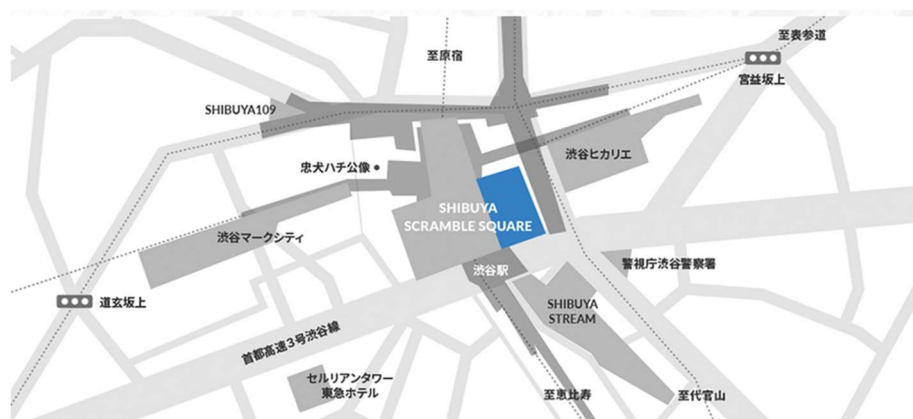 至表参道
至原宿
宮益坂上
SHIBUYA109
渋谷ヒカリエ
忠犬ハチ公像
SHIBUYA
SCRAMBLE SQUARE
渋谷マークシティ
渋谷駅
警視庁渋谷警察署
道玄坂上
SHIBUYA
STREAM
首都高速3号渋谷線
セルリアンタワー
東急ホテル
至恵比寿
至代官山